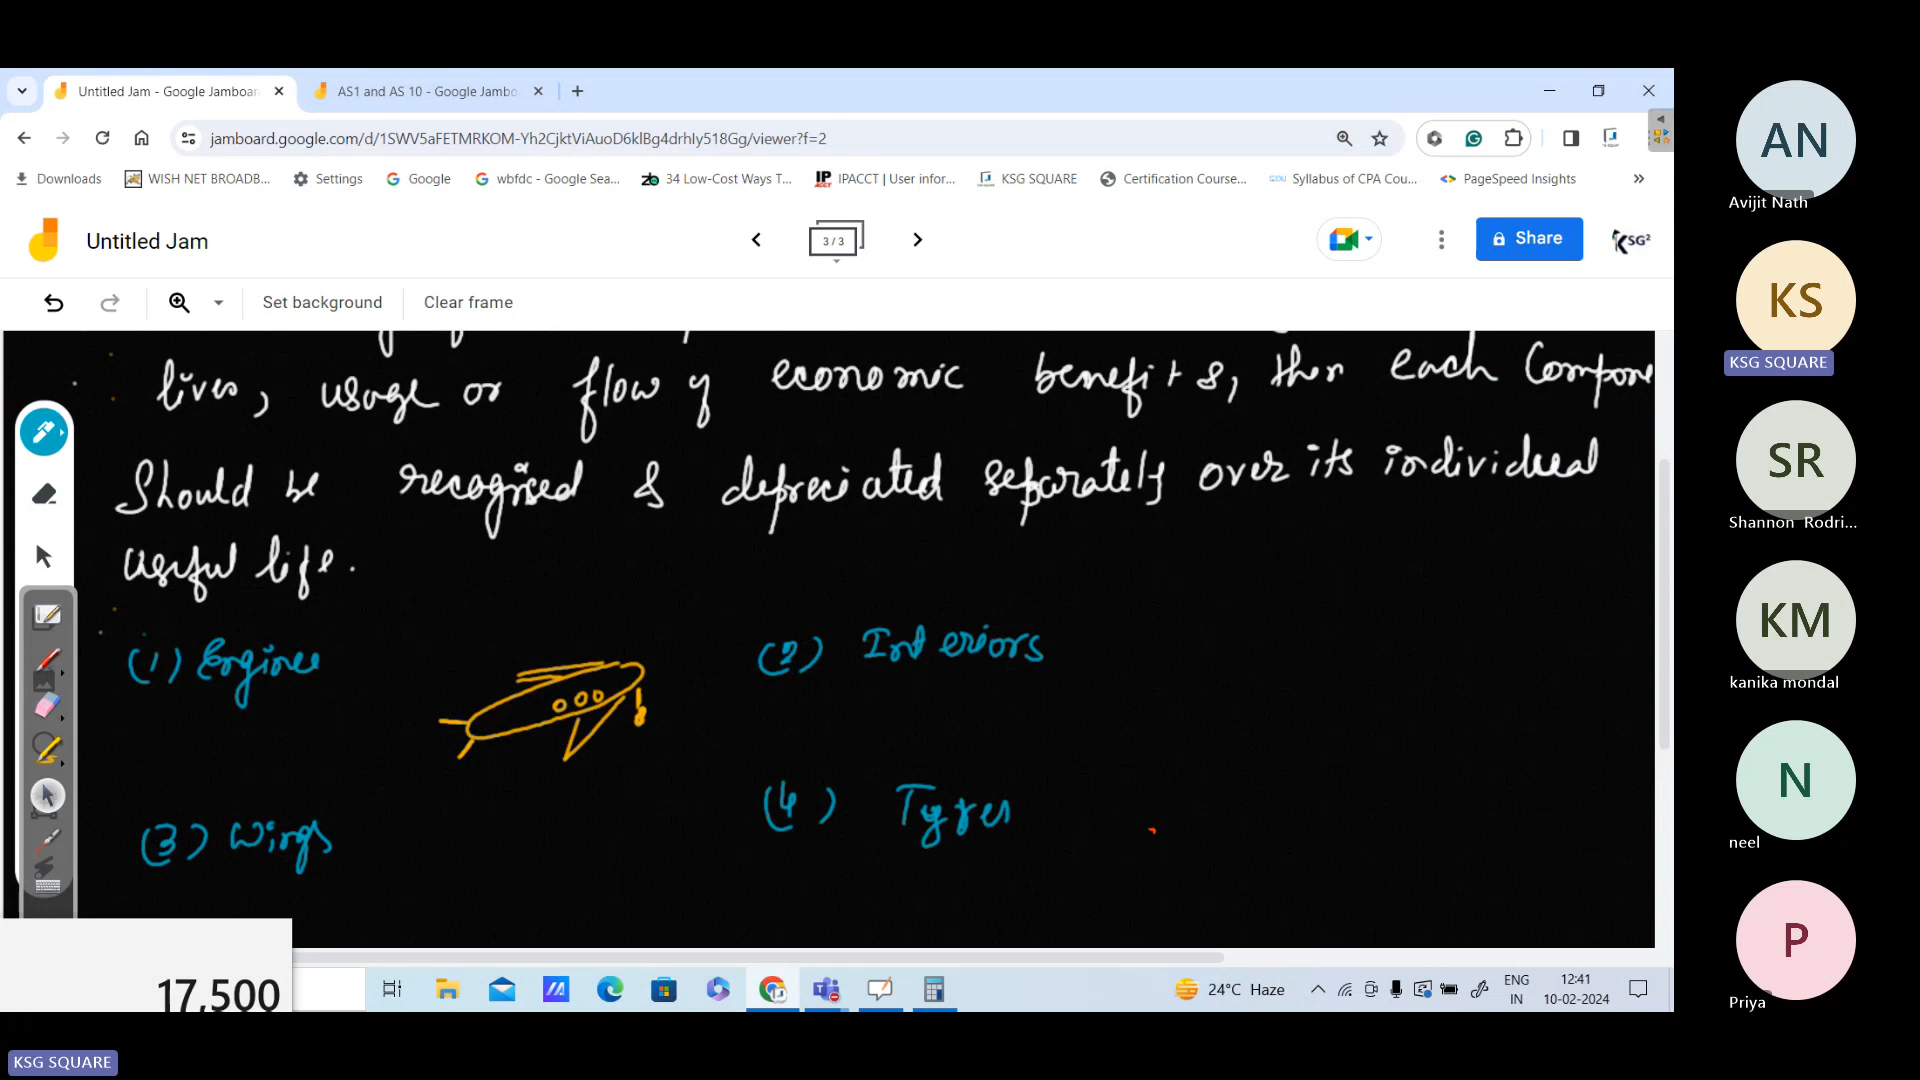 Untitled Jam - Google Jamboar
AS1 and AS 10 - Google Jambo
jamboard.google.com/d/1SWV5aFETMRKOM-Yh2CjktViAuoD6klBg4drhIy518Gg/viewer?f=2
Downloads
WISH NET BROADB...
Settings
Google
wbfdc - Google Sea...
34 Low-Cost Ways T...
IPACCT | User infor...
KSG SQUARE
Certification Course...
Syllabus of CPA Cou...
PageSpeed Insights
Untitled Jam
3 / 3
Share
KSG²
Set background
Clear frame
lives, usage or flow of economic benefits, then each Compone
Should be recognised & depreciated separately over its individual
useful life.
(1) Engine
(2) Interiors
(3) Wings
(4) Tyres
17,500
24°C Haze
ENG
IN
12:41
10-02-2024
KSG SQUARE
AN
Avijit Nath
KS
KSG SQUARE
SR
Shannon Rodri...
KM
kanika mondal
N
neel
P
Priya